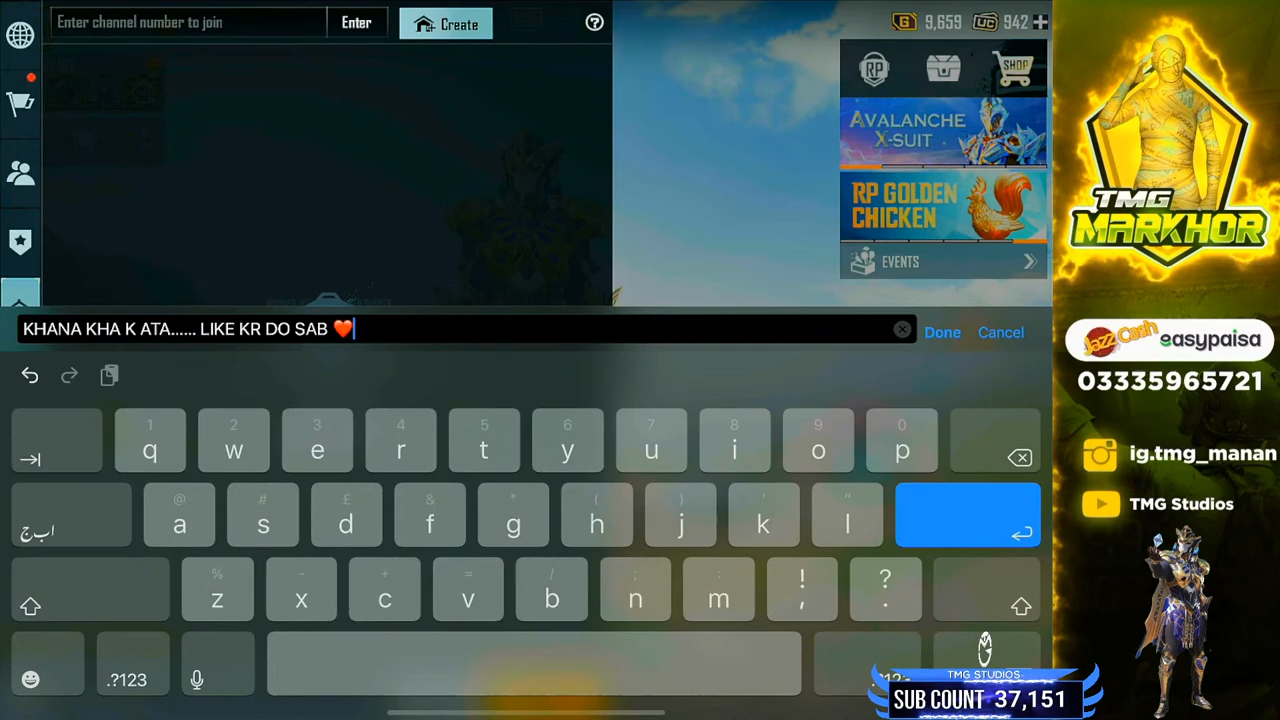 Enter channel number to join
Enter
Create
?
G 9,659 UC 942 +
RP
SHOP
AVALANCHE
X-SUIT
RP GOLDEN
CHICKEN
EVENTS
KHANA KHA K ATA...... LIKE KR DO SAB ❤️
Done
Cancel
1 2 3 4 5 6 7 8 9 0
q w e r t y u i o p
@ # £ & * ( ) ' "
ا ب ج
a s d f g h j k l
% - + = / ; : ! ?
z x c v b n m , .
.?123
TMG
MARKHOR
JazzCash easypaisa
03335965721
ig.tmg_manan
TMG Studios
TMG STUDIOS
SUB COUNT 37,151